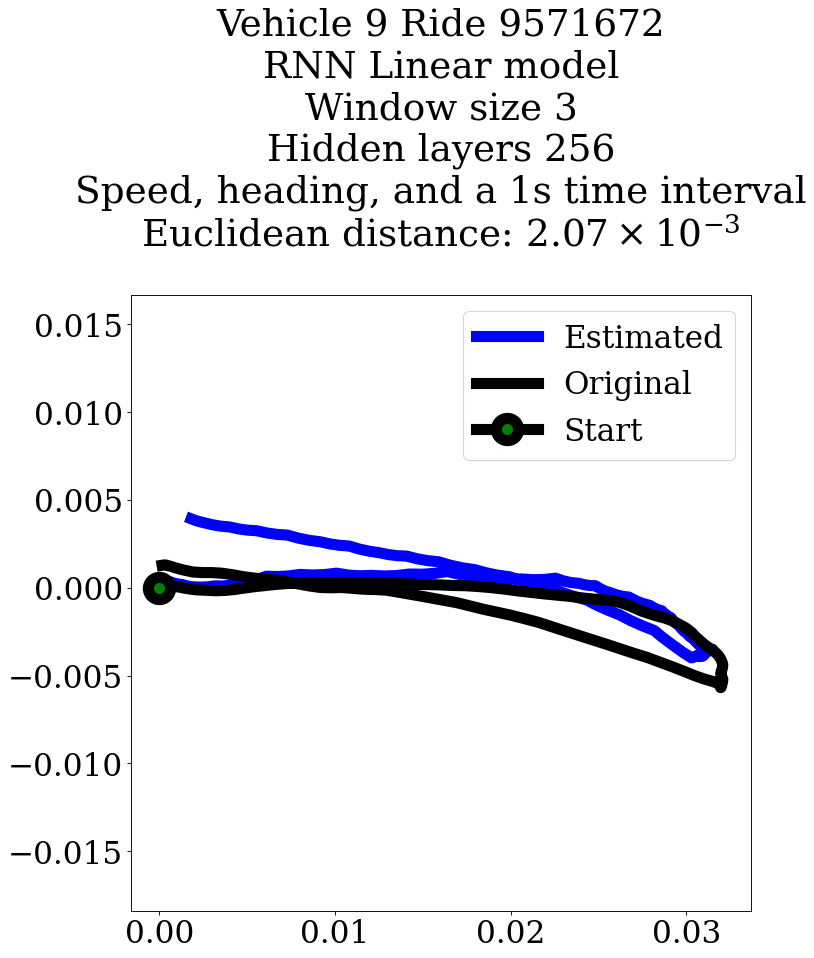 Vehicle 9 Ride 9571672
RNN Linear model
Window size 3
Hidden layers 256
Speed, heading, and a 1s time interval
Euclidean distance: 2.07 × 10⁻³
Estimated
Original
Start
0.015
0.010
0.005
0.000
−0.005
−0.010
−0.015
0.00 0.01 0.02 0.03